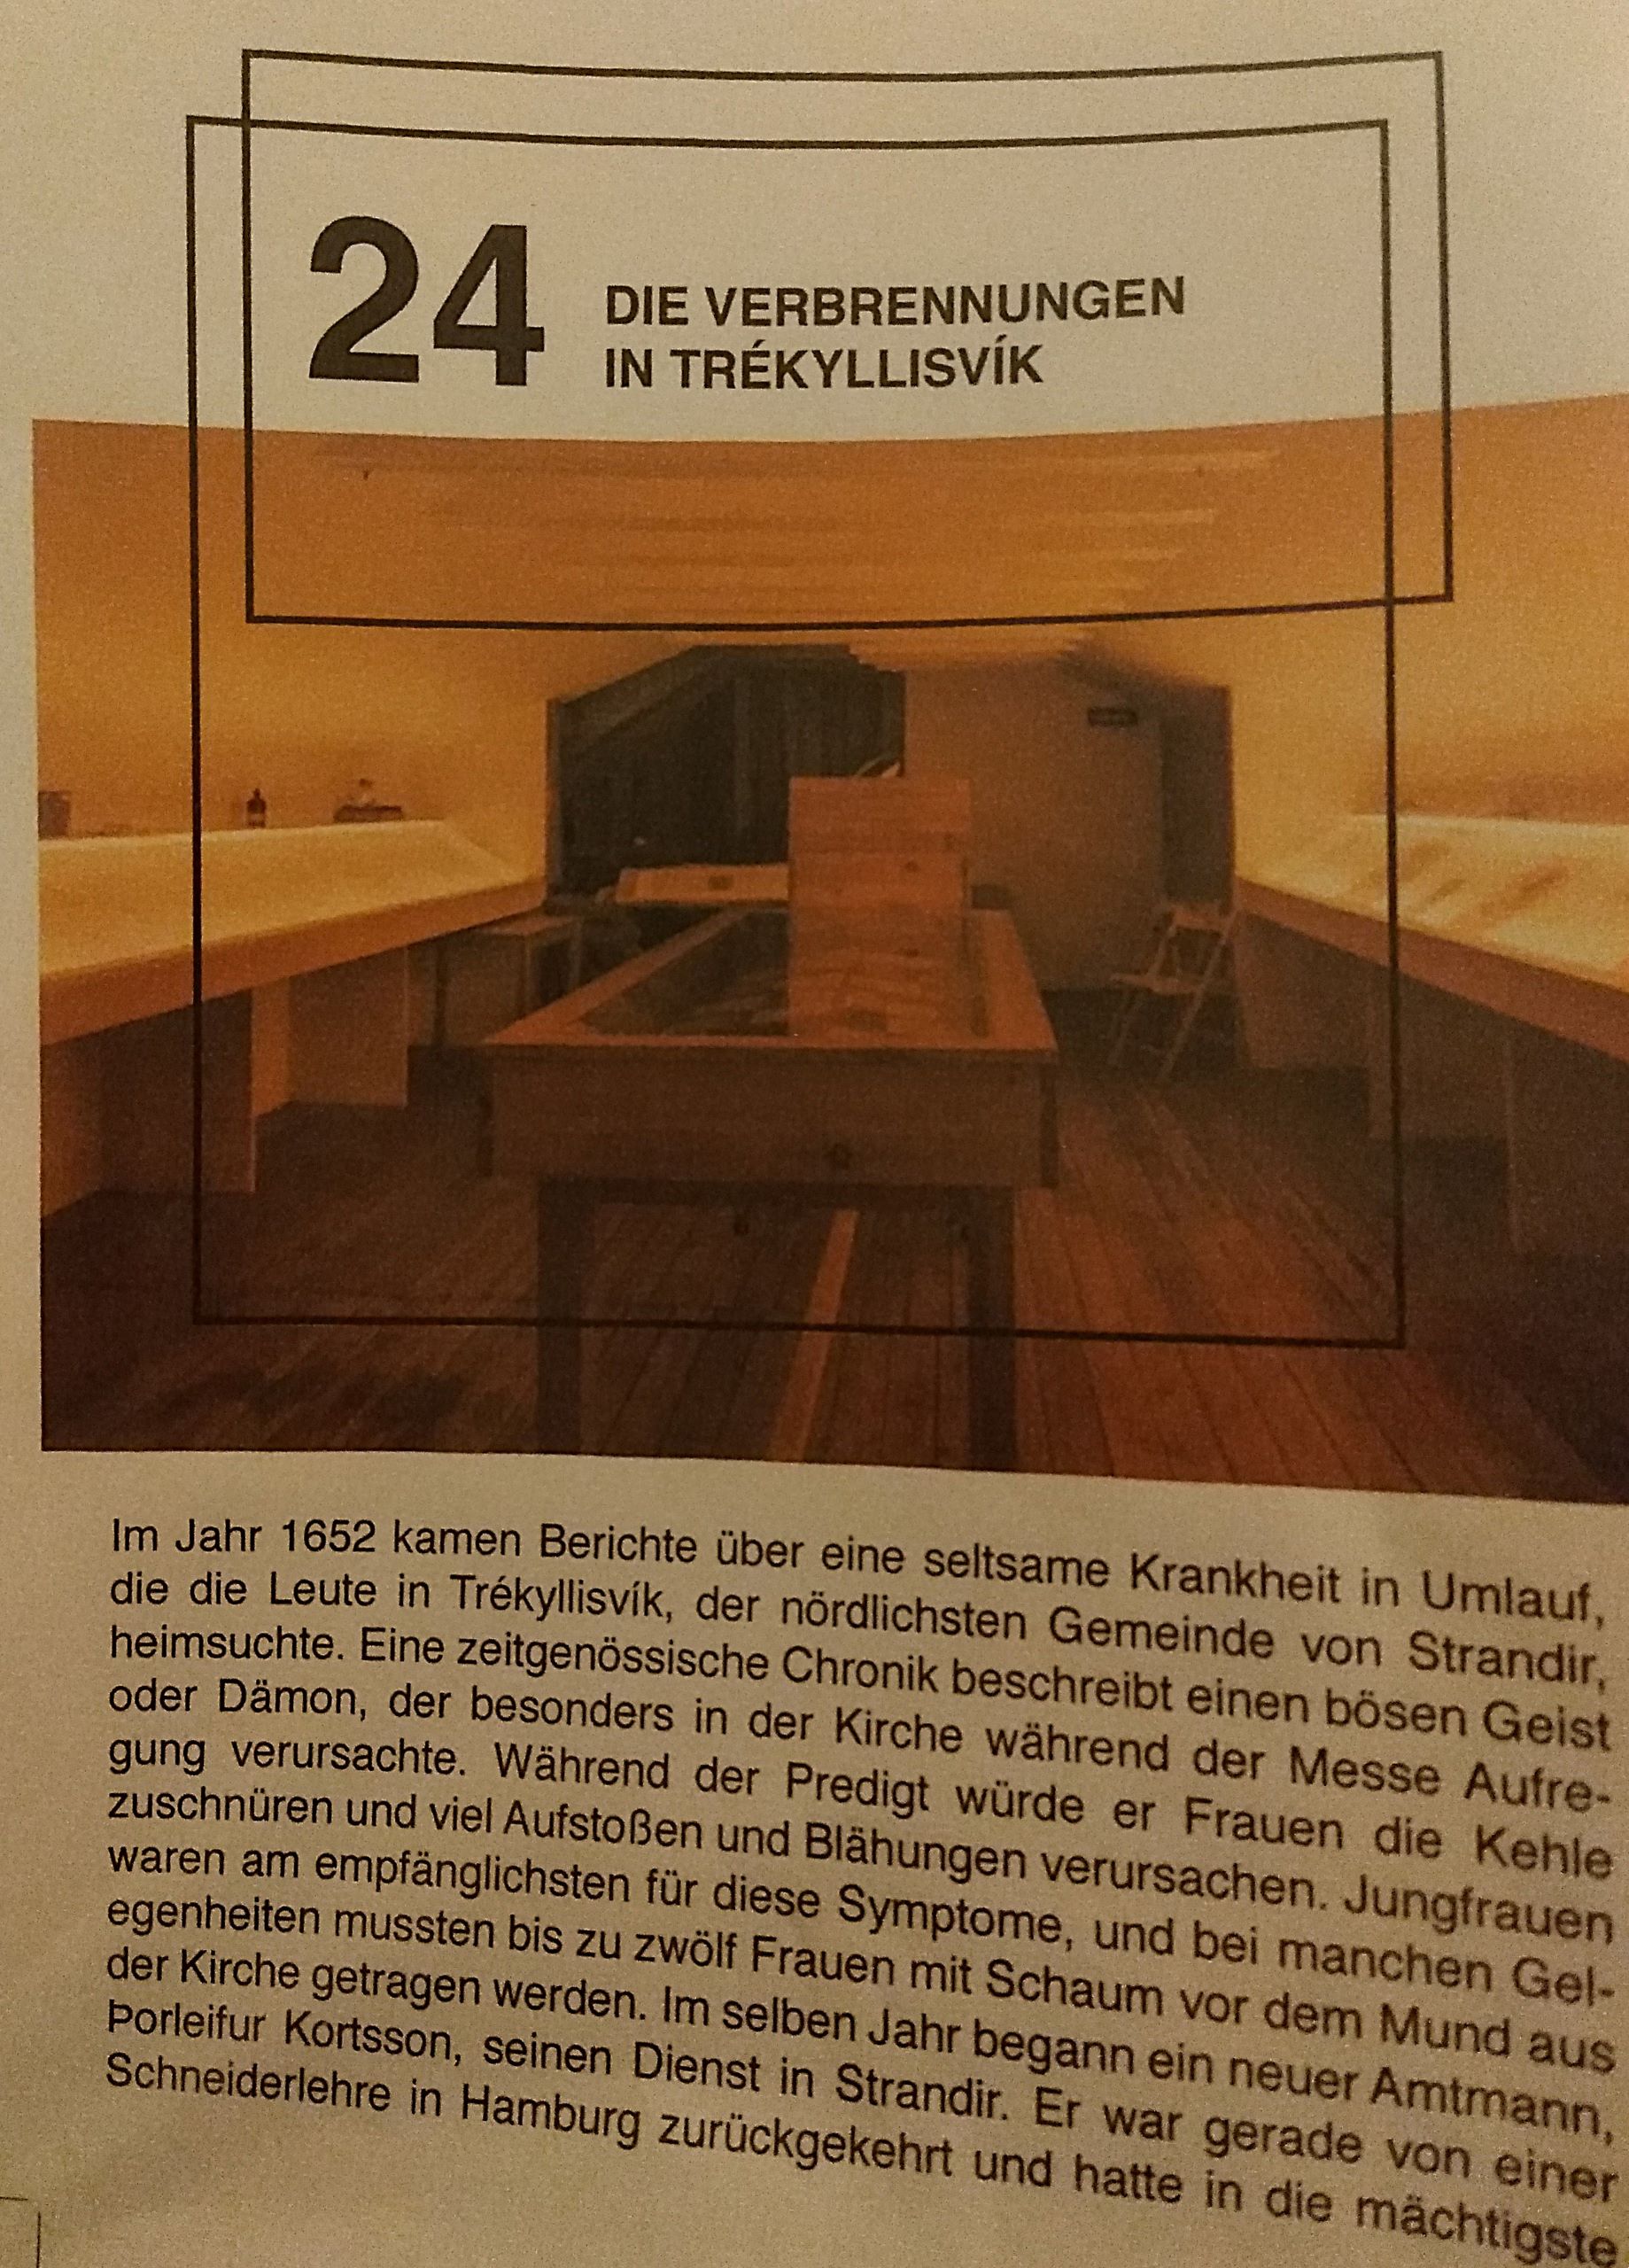 24 DIE VERBRENNUNGEN
IN TRÉKYLLISVÍK
Im Jahr 1652 kamen Berichte über eine seltsame Krankheit in Umlauf,
die die Leute in Trékyllisvík, der nördlichsten Gemeinde von Strandir,
heimsuchte. Eine zeitgenössische Chronik beschreibt einen bösen Geist
oder Dämon, der besonders in der Kirche während der Messe Aufre-
gung verursachte. Während der Predigt würde er Frauen die Kehle
zuschnüren und viel Aufstoßen und Blähungen verursachen. Jungfrauen
waren am empfänglichsten für diese Symptome, und bei manchen Gel-
egenheiten mussten bis zu zwölf Frauen mit Schaum vor dem Mund aus
der Kirche getragen werden. Im selben Jahr begann ein neuer Amtmann,
Þorleifur Kortsson, seinen Dienst in Strandir. Er war gerade von einer
Schneiderlehre in Hamburg zurückgekehrt und hatte in die mächtigste